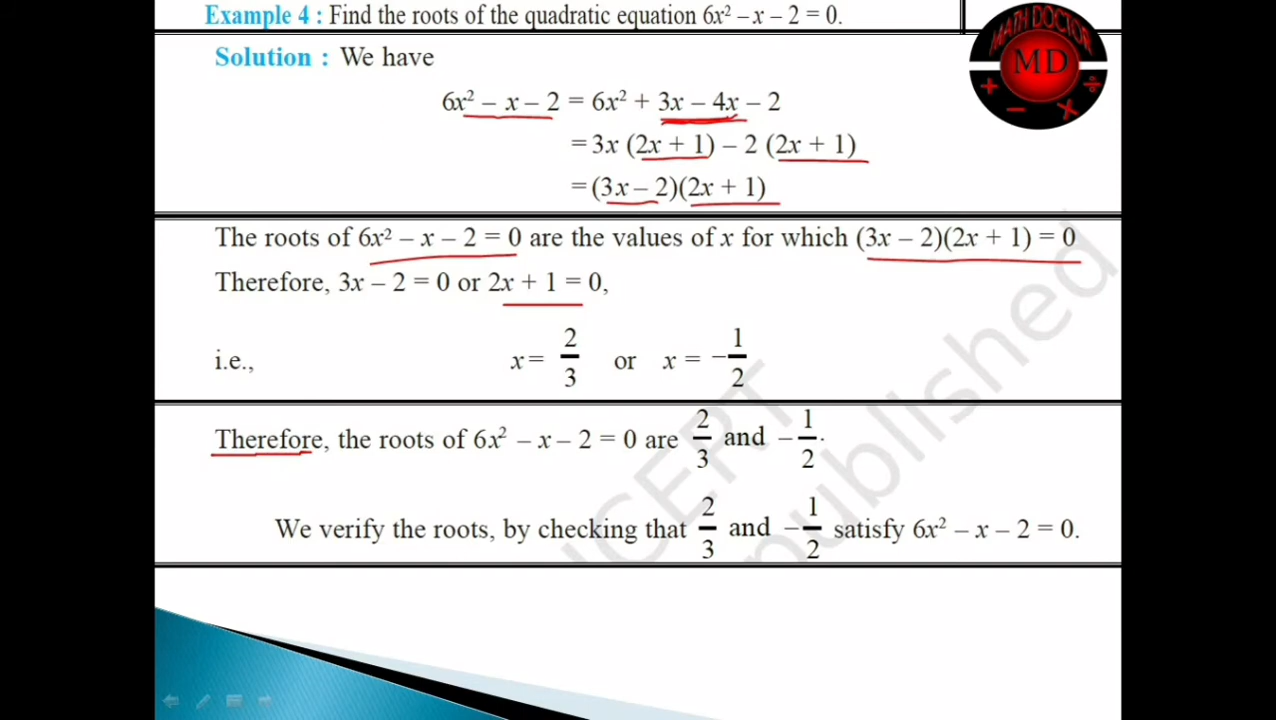 Example 4 : Find the roots of the quadratic equation 6x² – x – 2 = 0.
MATH DOCTOR
MD
+ – × ÷
Solution : We have
6x² – x – 2 = 6x² + 3x – 4x – 2
= 3x (2x + 1) – 2 (2x + 1)
= (3x – 2)(2x + 1)
The roots of 6x² – x – 2 = 0 are the values of x for which (3x – 2)(2x + 1) = 0
Therefore, 3x – 2 = 0 or 2x + 1 = 0,
i.e., x = 2/3 or x = –1/2
Therefore, the roots of 6x² – x – 2 = 0 are 2/3 and –1/2.
We verify the roots, by checking that 2/3 and –1/2 satisfy 6x² – x – 2 = 0.
NCERT
published